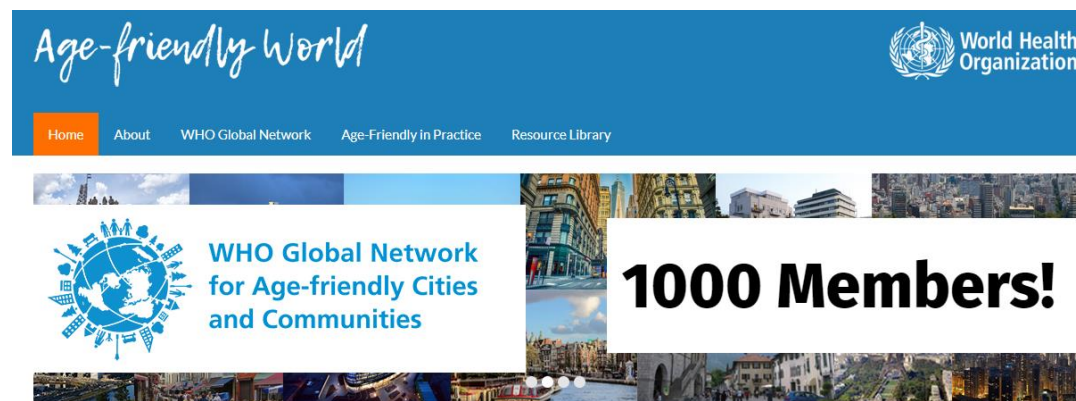 Age-friendly World
World Health
Organization
Home About WHO Global Network Age-Friendly in Practice Resource Library
WHO Global Network
for Age-friendly Cities
and Communities
1000 Members!